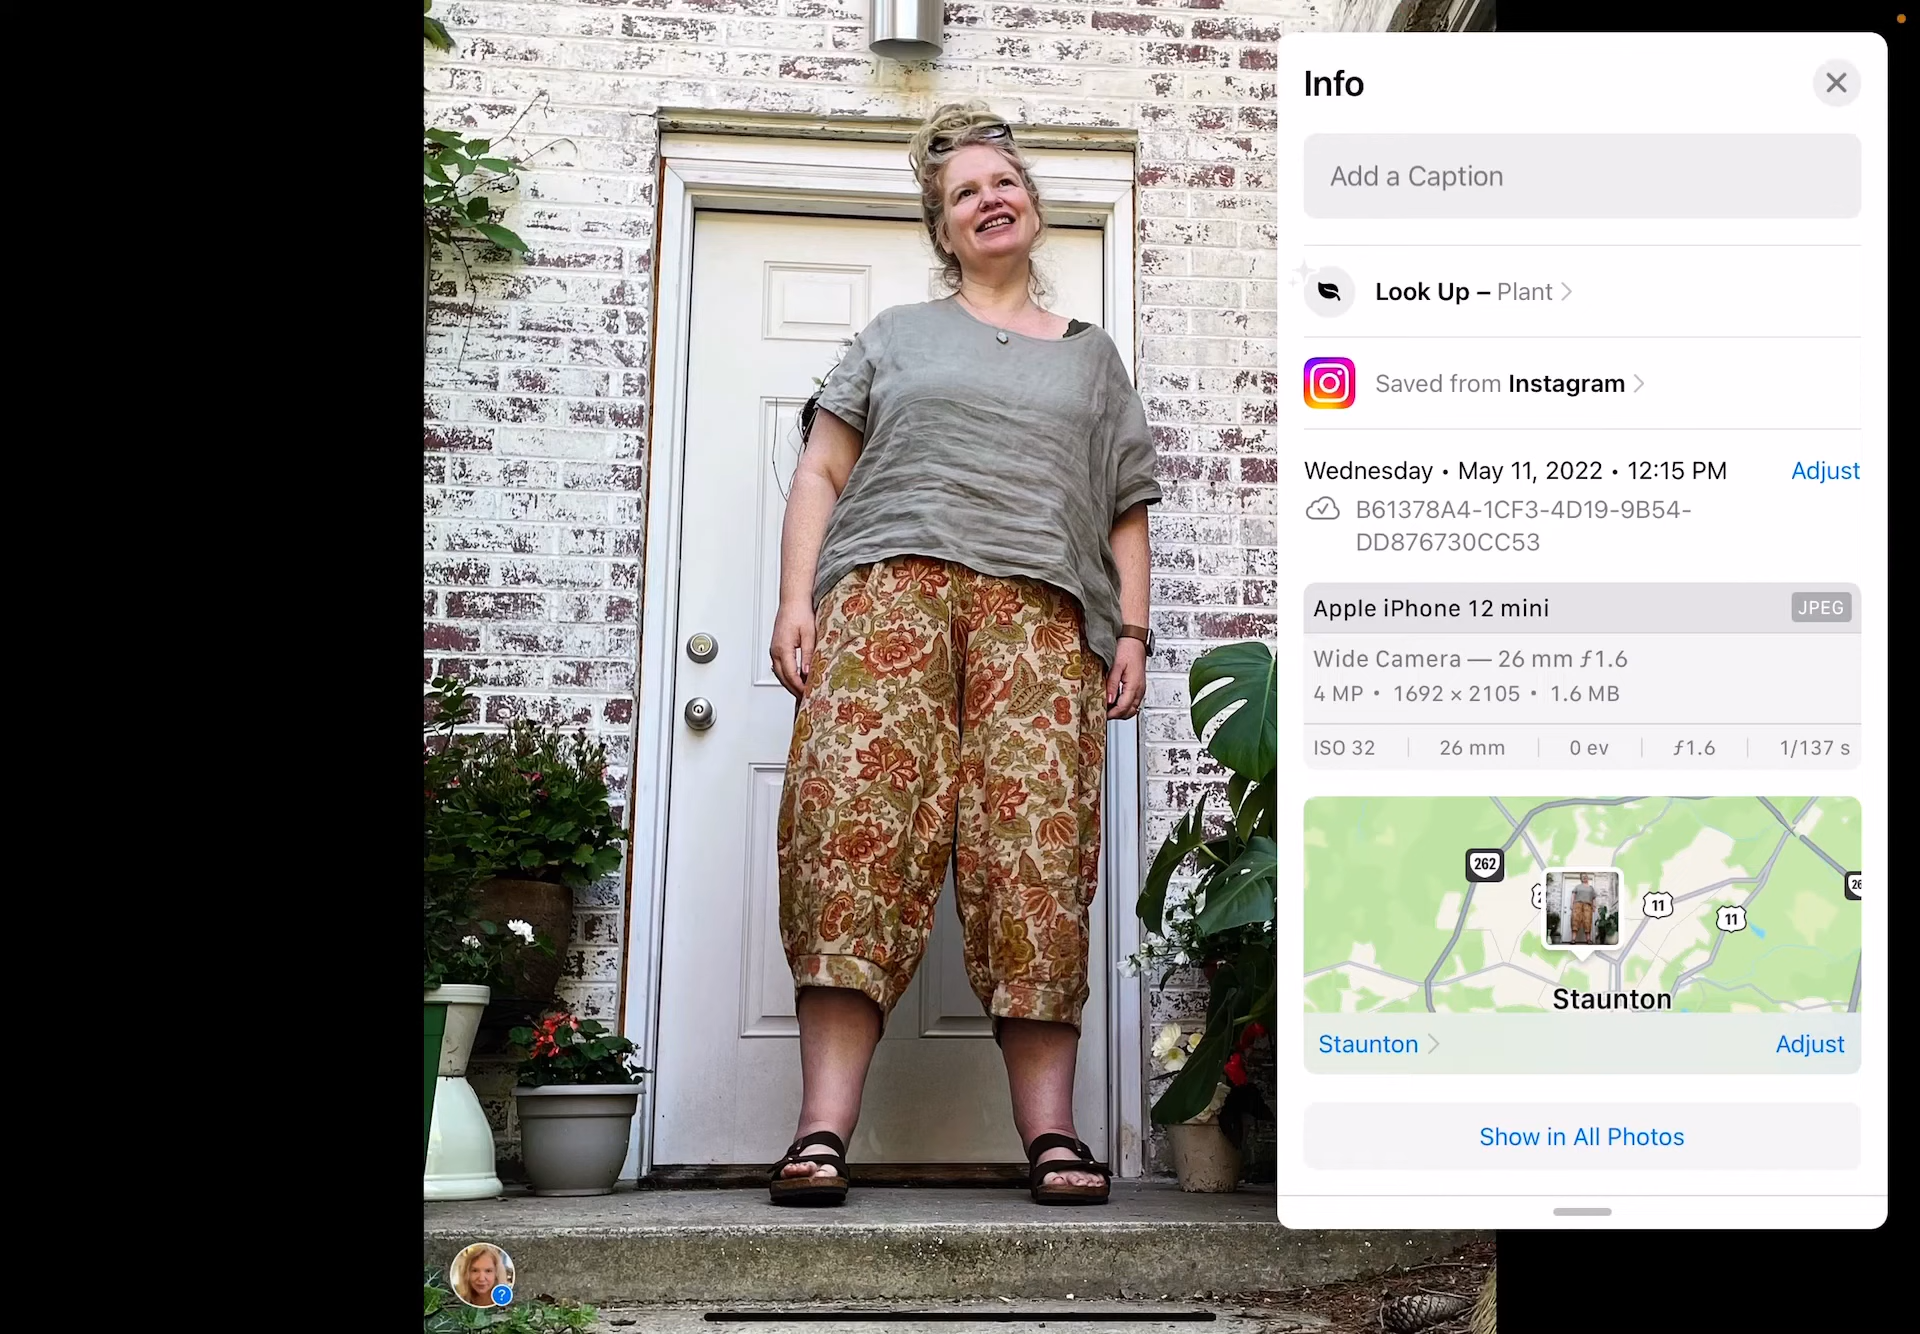 Info
Add a Caption
Look Up – Plant
Saved from Instagram
Wednesday • May 11, 2022 • 12:15 PM
Adjust
B61378A4-1CF3-4D19-9B54-
DD876730CC53
Apple iPhone 12 mini
JPEG
Wide Camera — 26 mm ƒ1.6
4 MP • 1692 × 2105 • 1.6 MB
ISO 32
26 mm
0 ev
ƒ1.6
1/137 s
262
11
11
Staunton
Staunton
Adjust
Show in All Photos
?